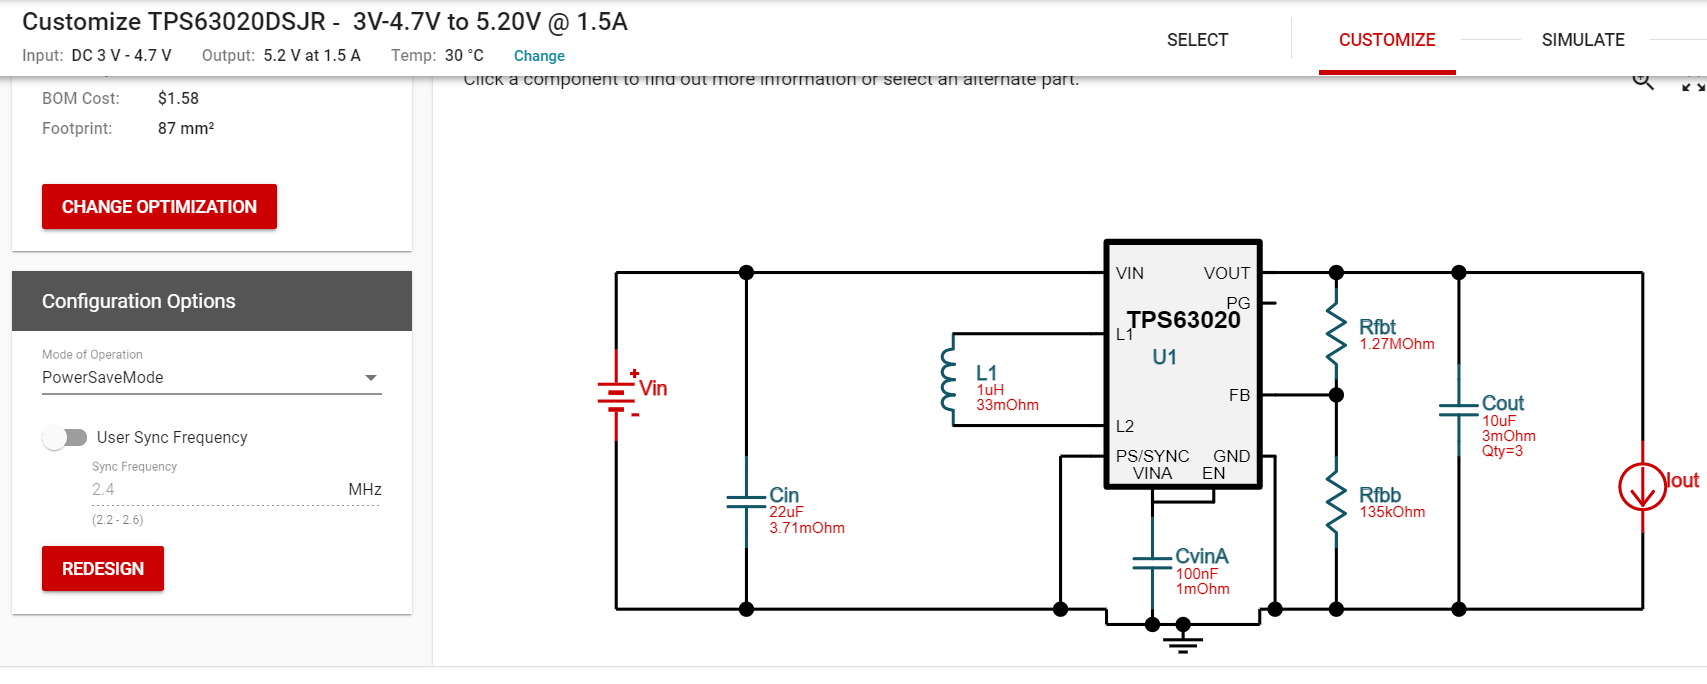 Customize TPS63020DSJR - 3V-4.7V to 5.20V @ 1.5A
Input: DC 3 V - 4.7 V Output: 5.2 V at 1.5 A Temp: 30 °C Change
SELECT
CUSTOMIZE
SIMULATE
Click a component to find out more information or select an alternate part.
BOM Cost: $1.58
Footprint: 87 mm²
CHANGE OPTIMIZATION
Configuration Options
Mode of Operation
PowerSaveMode
User Sync Frequency
Sync Frequency
2.4 MHz
(2.2 - 2.6)
REDESIGN
Vin
+
-
Cin
22uF
3.71mOhm
L1
1uH
33mOhm
VIN VOUT
PG
TPS63020
L1
U1
FB
L2
PS/SYNC GND
VINA EN
CvinA
100nF
1mOhm
Rfbt
1.27MOhm
Rfbb
135kOhm
Cout
10uF
3mOhm
Qty=3
Iout